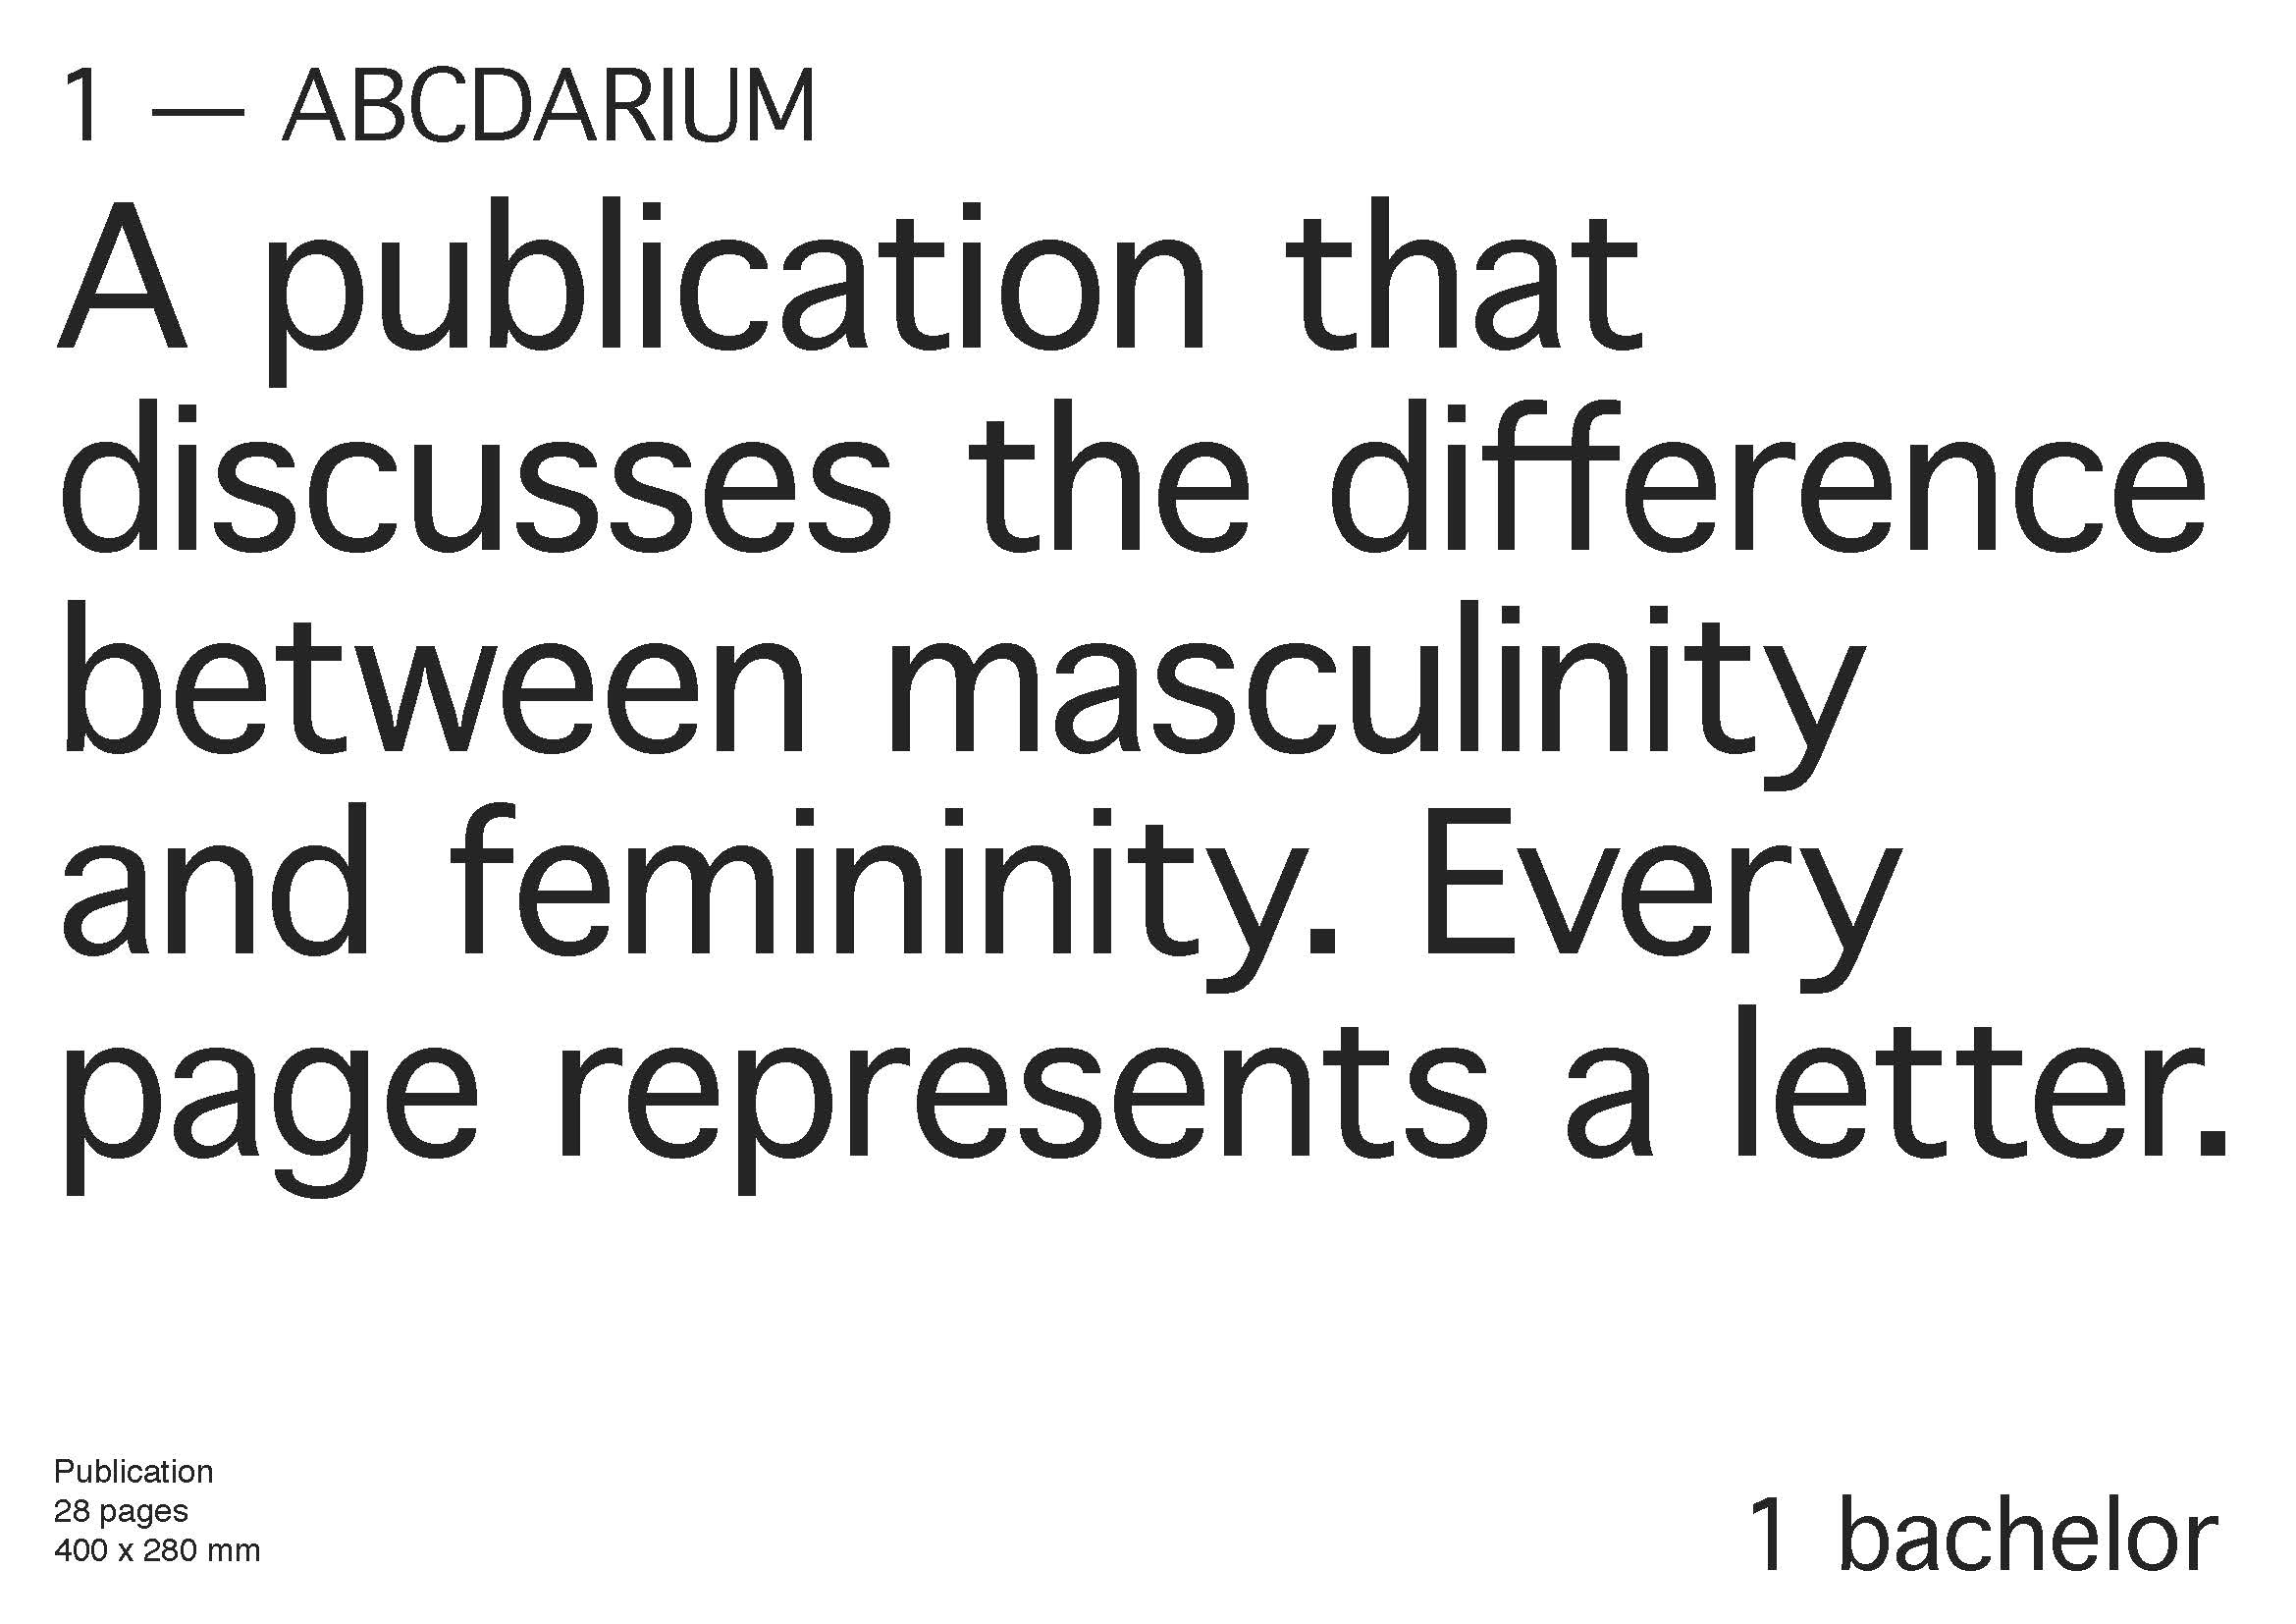 1 — ABCDARIUM
A publication that
discusses the difference
between masculinity
and femininity. Every
page represents a letter.
Publication
28 pages
400 x 280 mm
1 bachelor